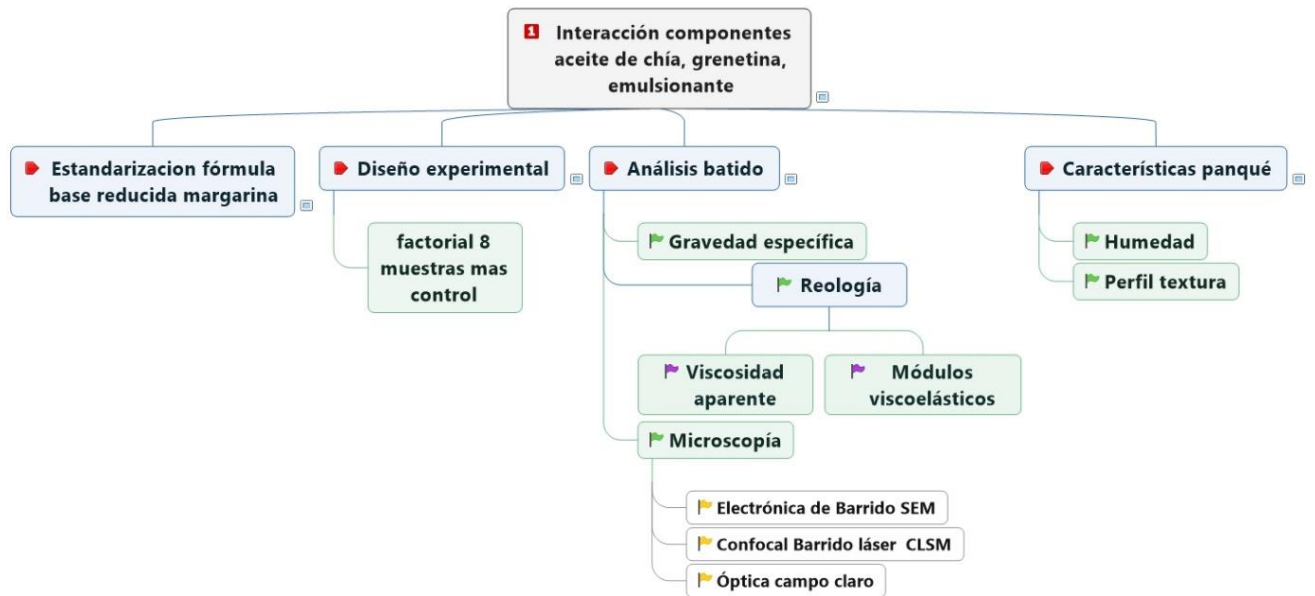 1 Interacción componentes
aceite de chía, grenetina,
emulsionante
Estandarizacion fórmula
base reducida margarina
Diseño experimental
factorial 8
muestras mas
control
Análisis batido
Gravedad específica
Reología
Viscosidad
aparente
Módulos
viscoelásticos
Microscopía
Electrónica de Barrido SEM
Confocal Barrido láser CLSM
Óptica campo claro
Características panqué
Humedad
Perfil textura